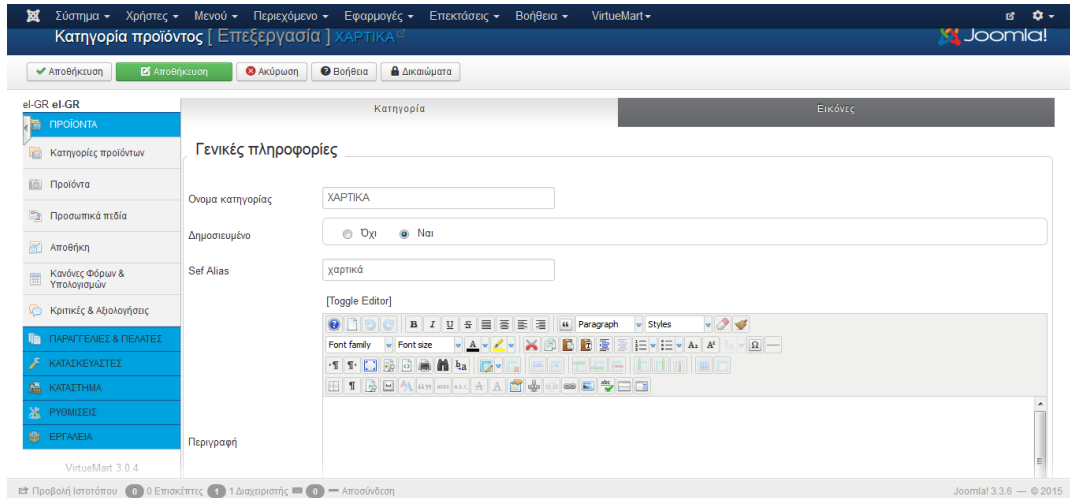 Σύστημα Χρήστες Μενού Περιεχόμενο Εφαρμογές Επεκτάσεις Βοήθεια VirtueMart
Κατηγορία προϊόντος [ Επεξεργασία ] ΧΑΡΤΙΚΑ
Joomla!
Αποθήκευση Αποθήκευση Ακύρωση Βοήθεια Δικαιώματα
el-GR el-GR
Κατηγορία Εικόνες
ΠΡΟΪΟΝΤΑ
Κατηγορίες προϊόντων
Προϊόντα
Προσωπικά πεδία
Αποθήκη
Κανόνες Φόρων &
Υπολογισμών
Κριτικές & Αξιολογήσεις
ΠΑΡΑΓΓΕΛΙΕΣ & ΠΕΛΑΤΕΣ
ΚΑΤΑΣΚΕΥΑΣΤΕΣ
ΚΑΤΑΣΤΗΜΑ
ΡΥΘΜΙΣΕΙΣ
ΕΡΓΑΛΕΙΑ
VirtueMart 3.0.4
Γενικές πληροφορίες
Ονομα κατηγορίας ΧΑΡΤΙΚΑ
Δημοσιευμένο Όχι Ναι
Sef Alias χαρτικά
[Toggle Editor]
Paragraph Styles
Font family Font size
Περιγραφή
Προβολή Ιστοτόπου 0 0 Επισκέπτες 1 1 Διαχειριστής 0 Αποσύνδεση
Joomla! 3.3.6 — © 2015